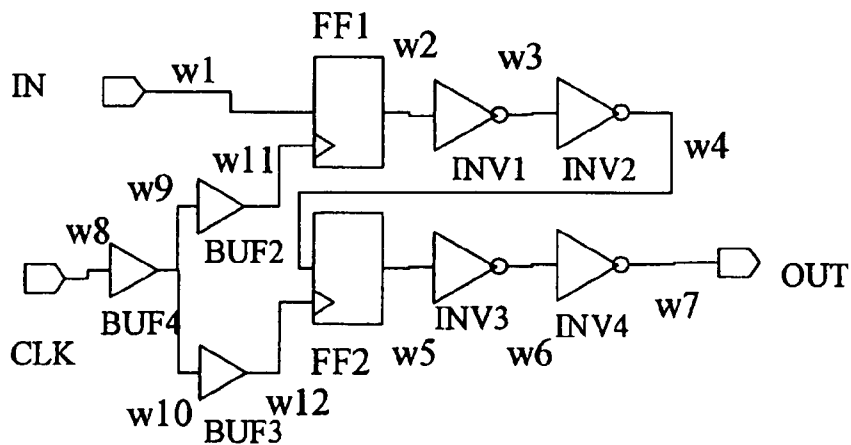 FF1
w2
w3
IN
w1
w11
INV1
INV2
w4
w9
w8
BUF2
BUF4
INV3
INV4
w7
OUT
CLK
FF2
w5
w6
w10
w12
BUF3